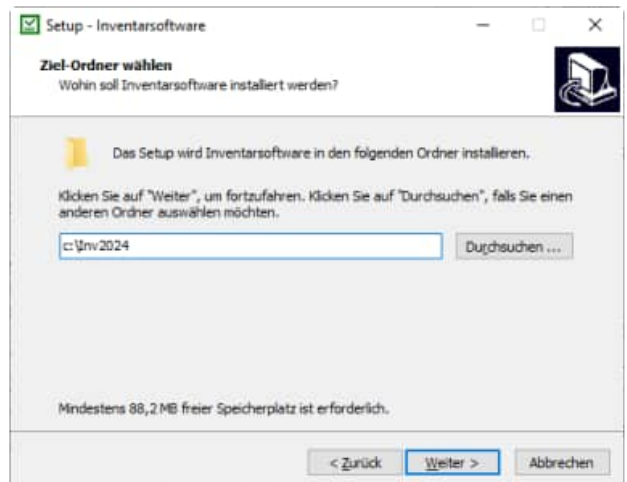 Setup - Inventarsoftware
Ziel-Ordner wählen
Wohin soll Inventarsoftware installiert werden?
Das Setup wird Inventarsoftware in den folgenden Ordner installieren.
Klicken Sie auf "Weiter", um fortzufahren. Klicken Sie auf "Durchsuchen", falls Sie einen
anderen Ordner auswählen möchten.
c:\Inv2024
Durchsuchen ...
Mindestens 88,2 MB freier Speicherplatz ist erforderlich.
< Zurück
Weiter >
Abbrechen